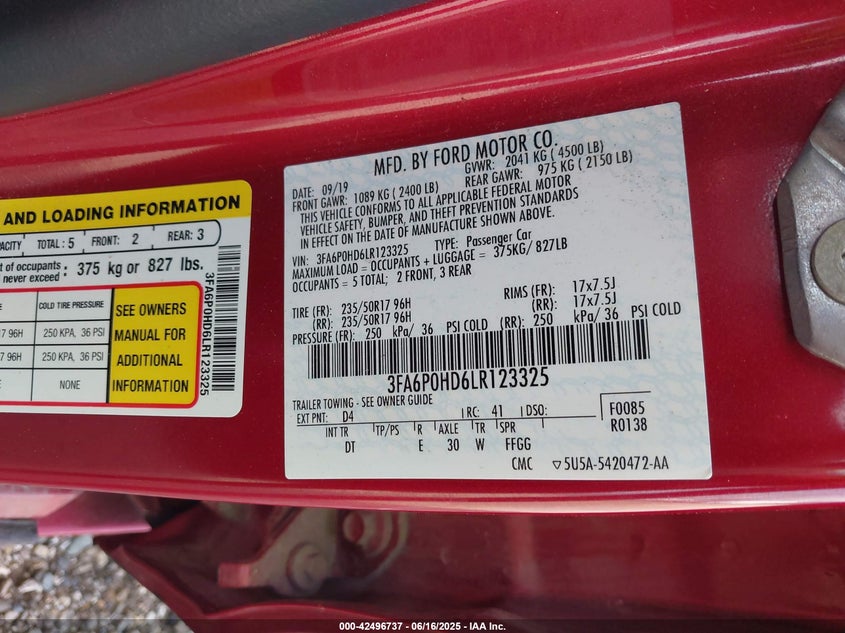 AND LOADING INFORMATION
TOTAL : 5 FRONT: 2 REAR: 3
of occupants : 375 kg or 827 lbs.
never exceed :
COLD TIRE PRESSURE
96H 250 KPA, 36 PSI
96H 250 KPA, 36 PSI
NONE
SEE OWNERS
MANUAL FOR
ADDITIONAL
INFORMATION
3FA6P0HD6LR123325
MFD. BY FORD MOTOR CO.
DATE: 09/19 GVWR: 2041 KG ( 4500 LB)
FRONT GAWR: 1089 KG ( 2400 LB) REAR GAWR: 975 KG ( 2150 LB)
THIS VEHICLE CONFORMS TO ALL APPLICABLE FEDERAL MOTOR
VEHICLE SAFETY, BUMPER, AND THEFT PREVENTION STANDARDS
IN EFFECT ON THE DATE OF MANUFACTURE SHOWN ABOVE.
VIN: 3FA6P0HD6LR123325 TYPE: Passenger Car
MAXIMUM LOAD = OCCUPANTS + LUGGAGE = 375KG/ 827LB
OCCUPANTS = 5 TOTAL; 2 FRONT, 3 REAR
TIRE (FR): 235/50R17 96H RIMS (FR): 17x7.5J
(RR): 235/50R17 96H (RR): 17x7.5J
PRESSURE (FR): 250 kPa/ 36 PSI COLD (RR): 250 kPa/ 36 PSI COLD
3FA6P0HD6LR123325
TRAILER TOWING - SEE OWNER GUIDE
EXT PNT: D4 RC: 41 DSO: F0085
INT TR TP/PS R AXLE TR SPR R0138
DT E 30 W FFGG
CMC ▽5U5A-5420472-AA
000-42496737 - 06/16/2025 - IAA Inc.